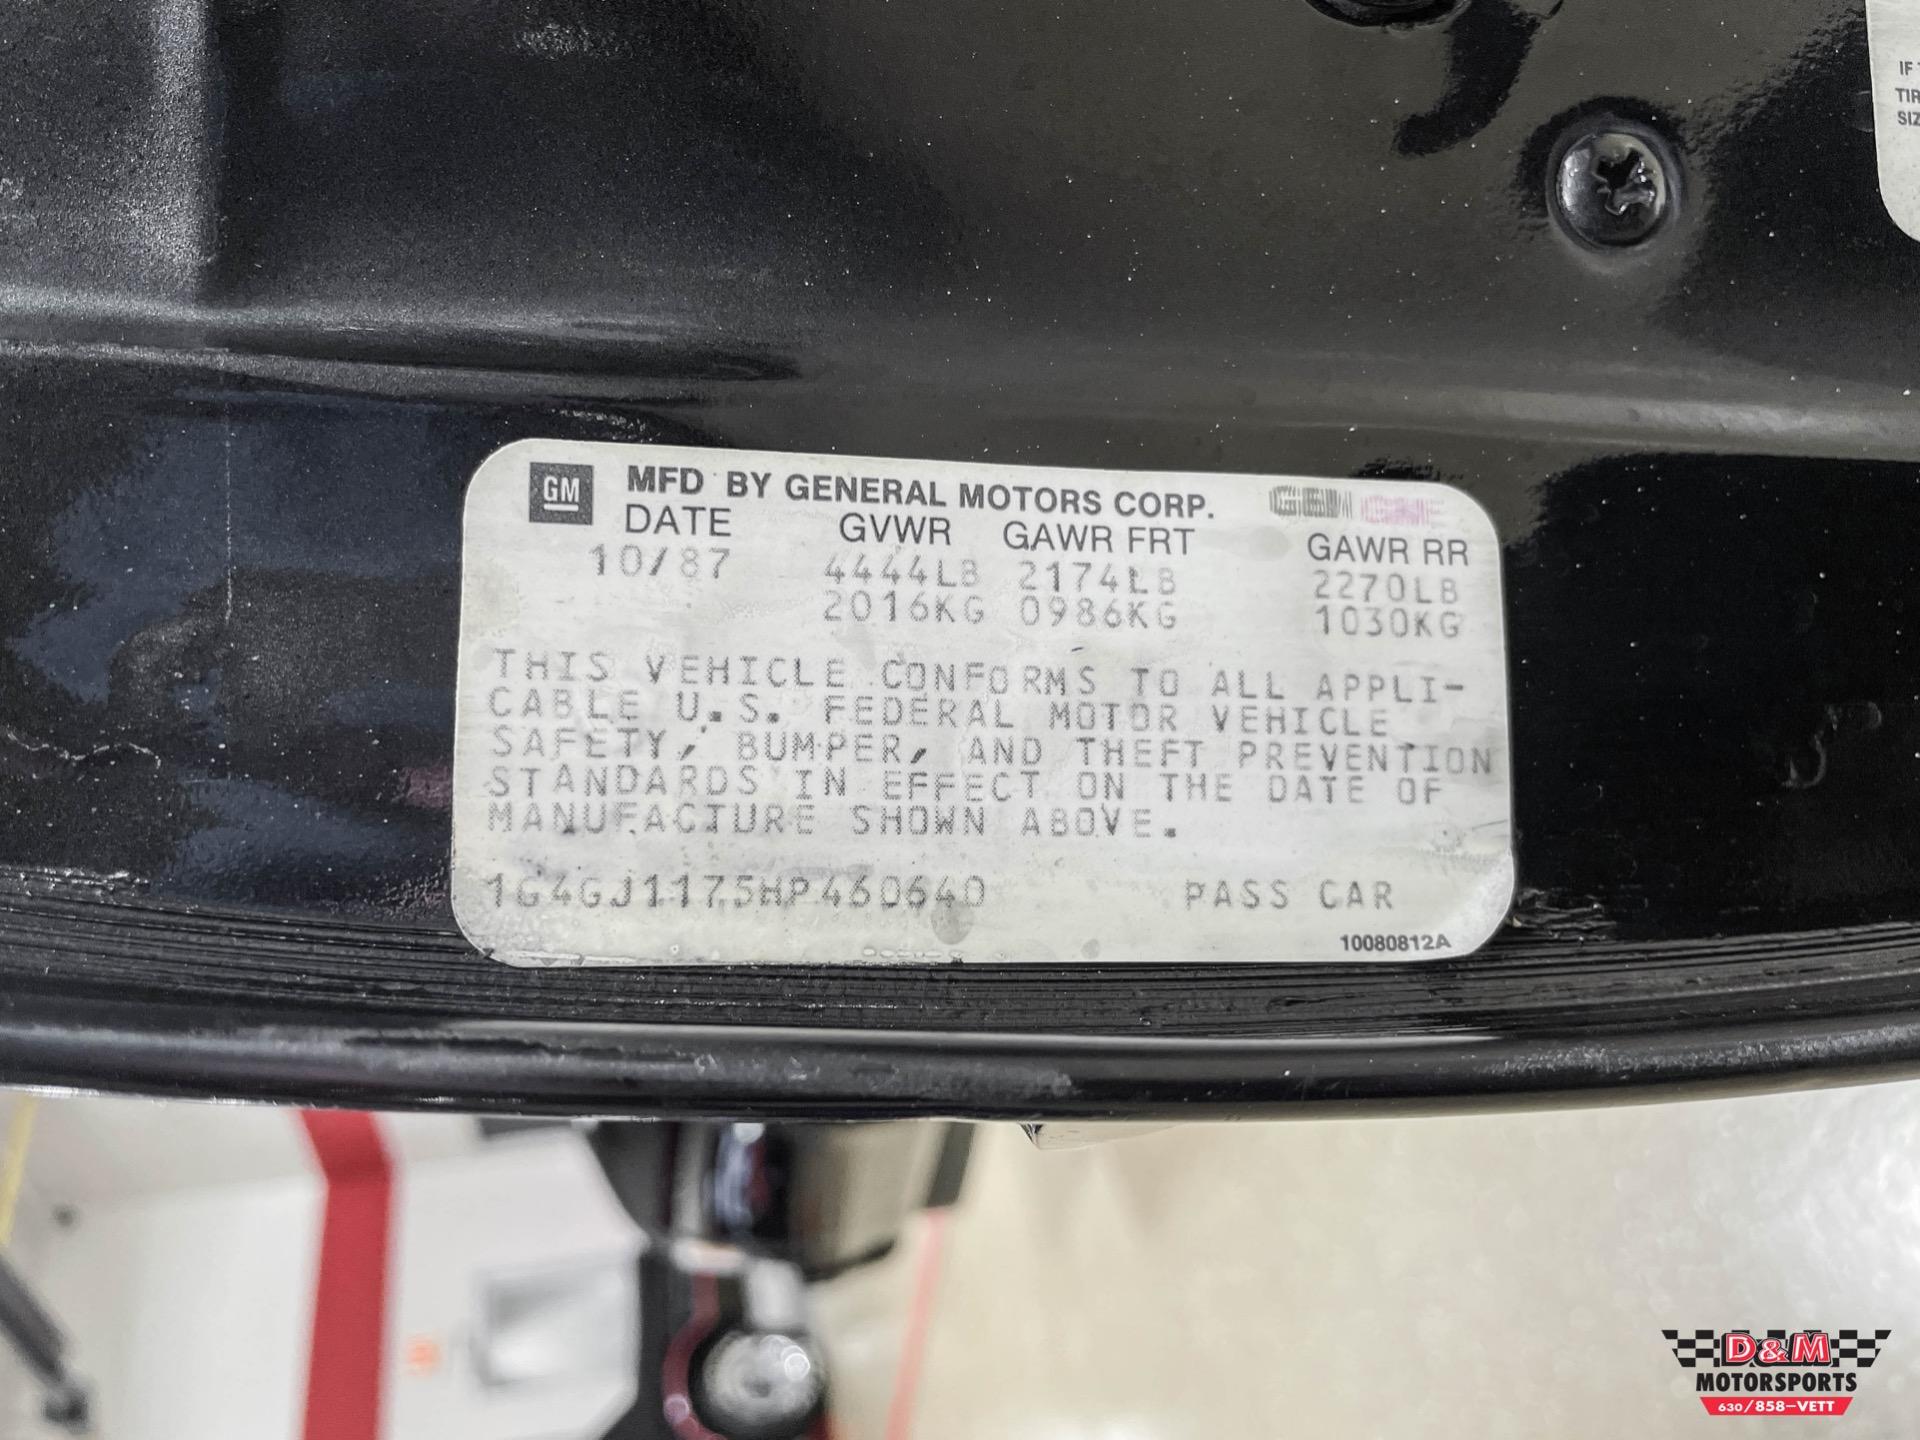 GM MFD BY GENERAL MOTORS CORP.
DATE GVWR GAWR FRT GAWR RR
10/87 4444LB 2174LB 2270LB
2016KG 0986KG 1030KG
THIS VEHICLE CONFORMS TO ALL APPLI-
CABLE U.S. FEDERAL MOTOR VEHICLE
SAFETY, BUMPER, AND THEFT PREVENTION
STANDARDS IN EFFECT ON THE DATE OF
MANUFACTURE SHOWN ABOVE.
1G4GJ1175HP460640 PASS CAR
10080812A
IF
D&M
MOTORSPORTS
630/858-VETT